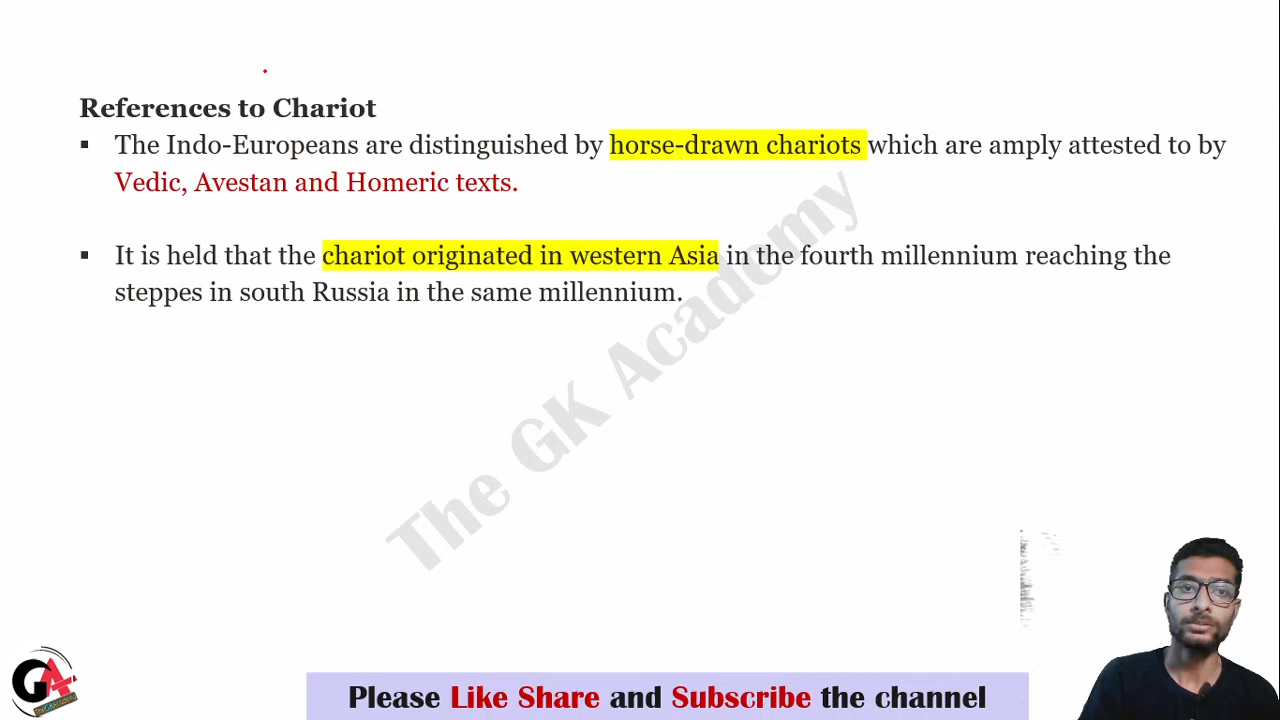 References to Chariot
▪ The Indo-Europeans are distinguished by horse-drawn chariots which are amply attested to by
Vedic, Avestan and Homeric texts.
▪ It is held that the chariot originated in western Asia in the fourth millennium reaching the
steppes in south Russia in the same millennium.
The GK Academy
GA
Please Like Share and Subscribe the channel